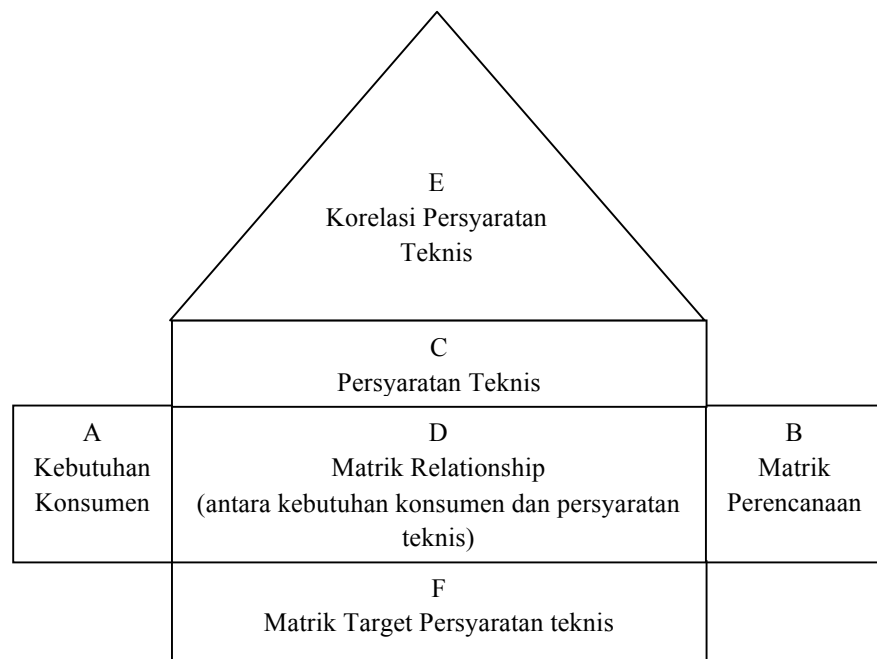 E
Korelasi Persyaratan
Teknis
C
Persyaratan Teknis
A
Kebutuhan
Konsumen
D
Matrik Relationship
(antara kebutuhan konsumen dan persyaratan
teknis)
B
Matrik
Perencanaan
F
Matrik Target Persyaratan teknis